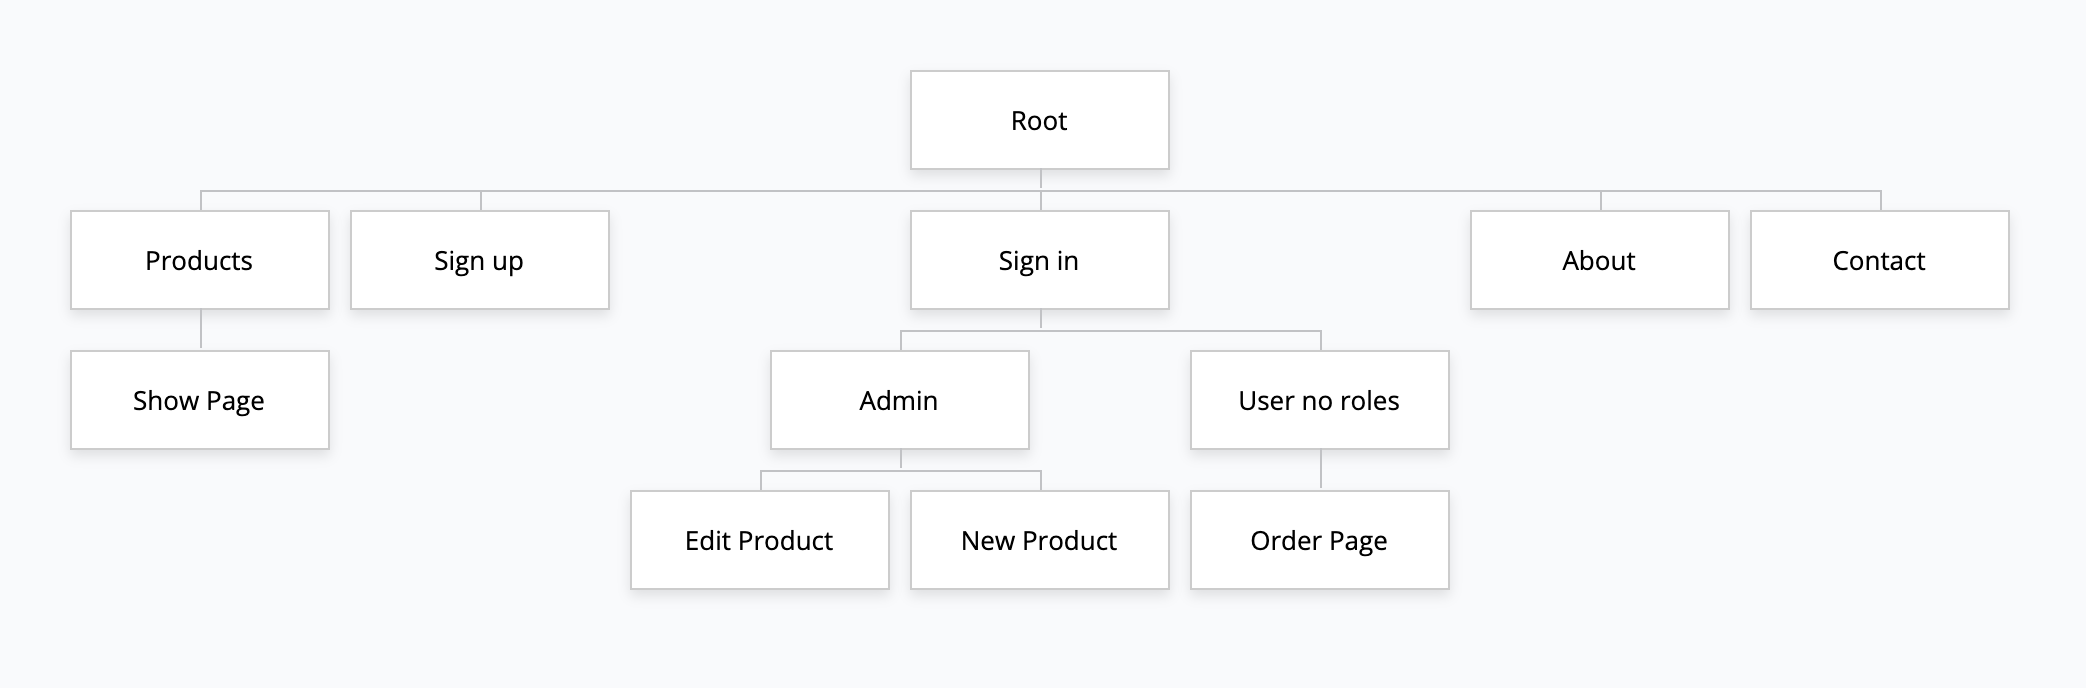 Root
Products
Sign up
Sign in
About
Contact
Show Page
Admin
User no roles
Edit Product
New Product
Order Page